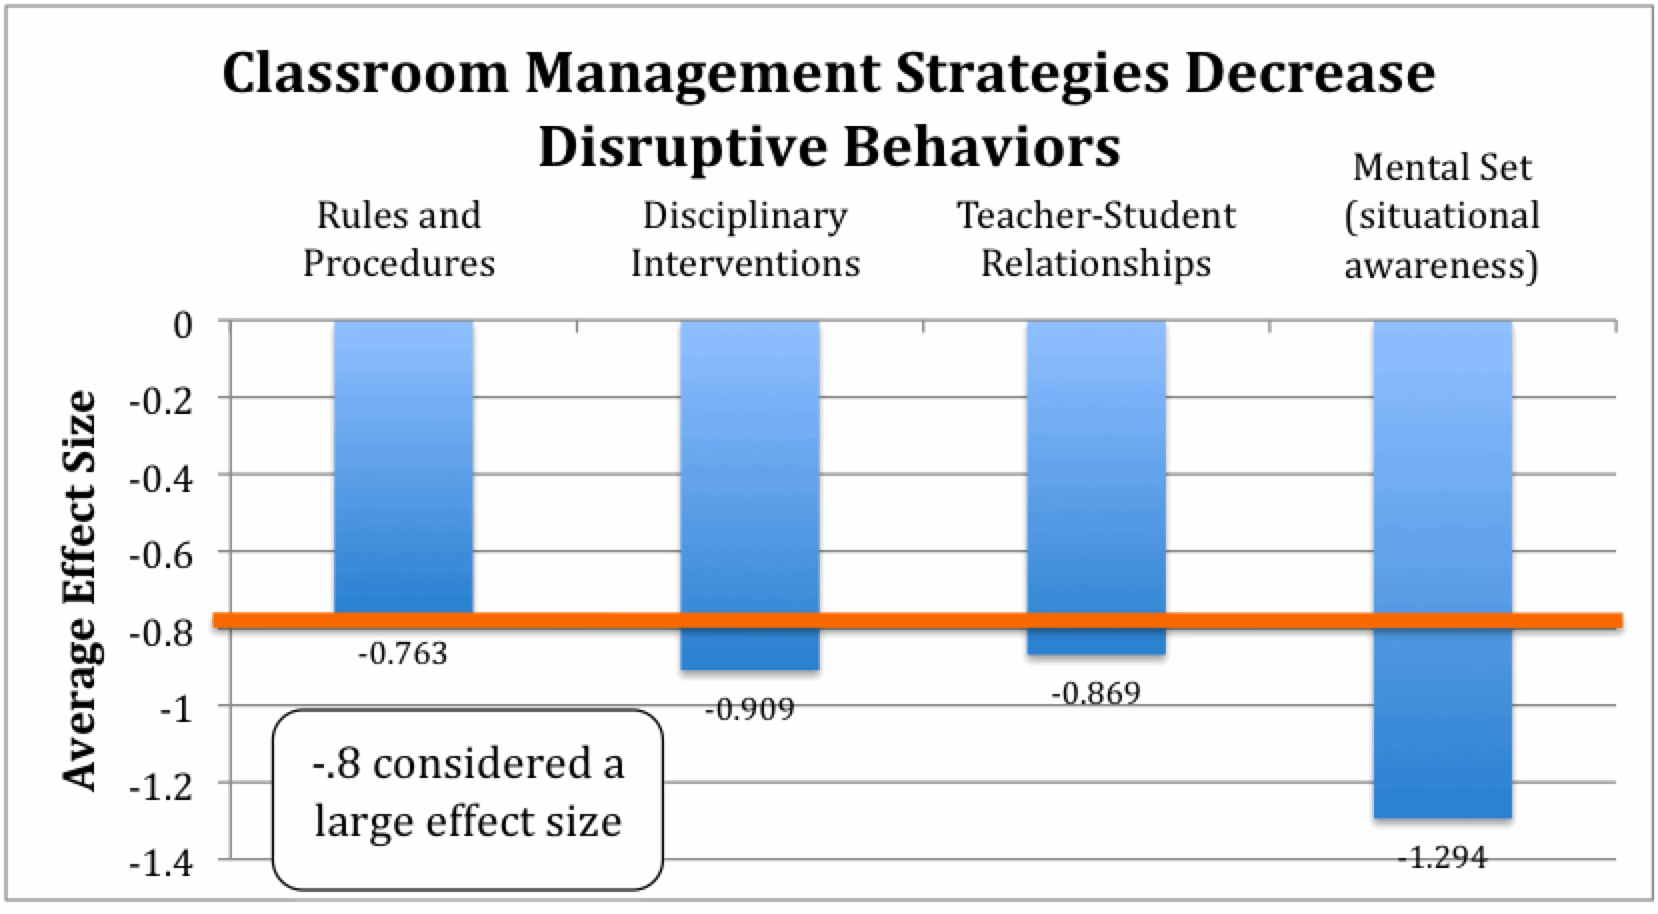 Classroom Management Strategies Decrease
Disruptive Behaviors
Rules and
Procedures
Disciplinary
Interventions
Teacher-Student
Relationships
Mental Set
(situational
awareness)
Average Effect Size
0
-0.2
-0.4
-0.6
-0.8
-1
-1.2
-1.4
-0.763
-0.909
-0.869
-1.294
-.8 considered a
large effect size